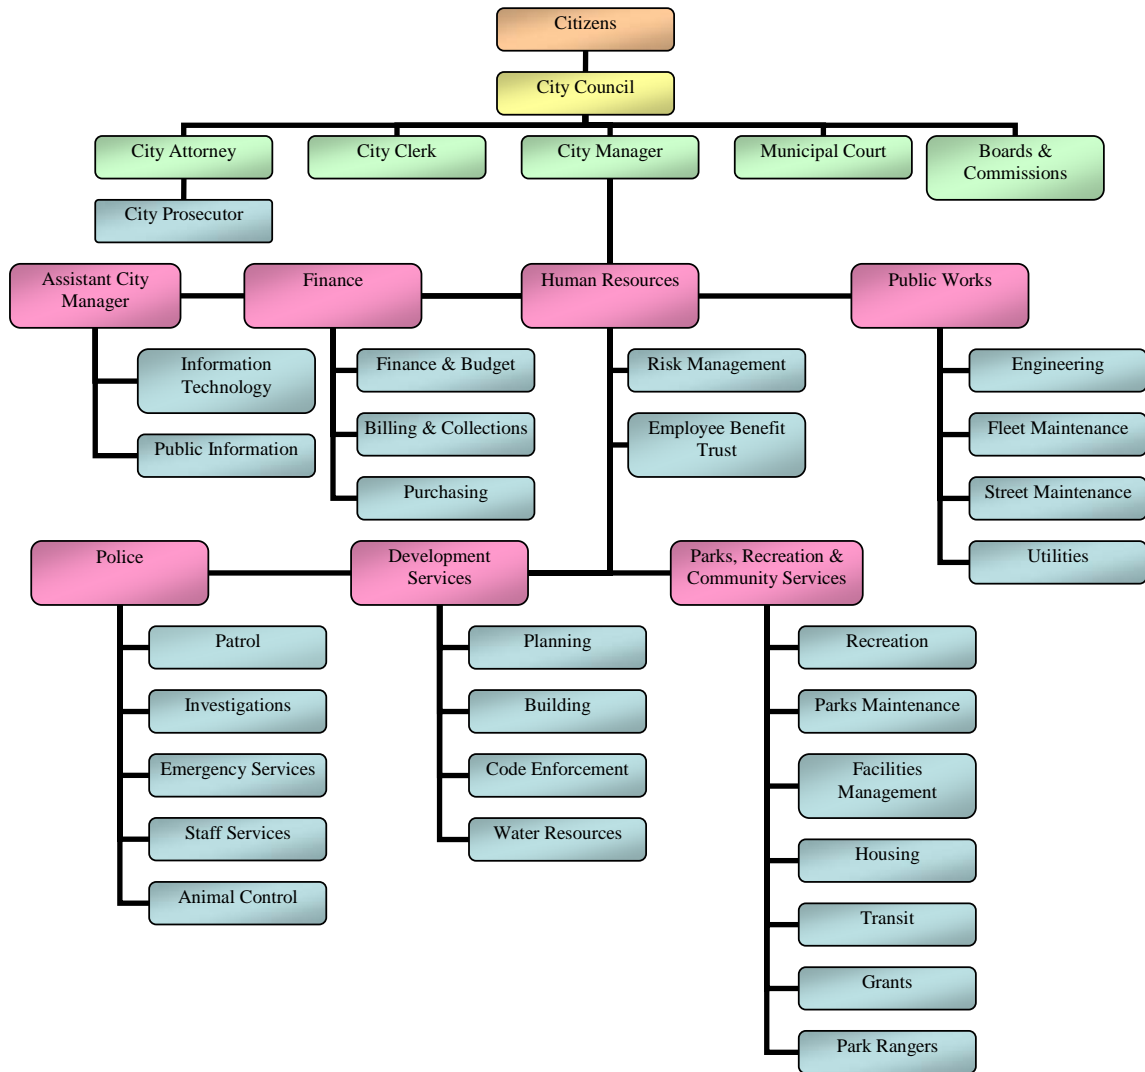 Citizens
City Council
City Attorney
City Clerk
City Manager
Municipal Court
Boards &
Commissions
City Prosecutor
Assistant City
Manager
Finance
Human Resources
Public Works
Information
Technology
Public Information
Finance & Budget
Billing & Collections
Purchasing
Risk Management
Employee Benefit
Trust
Engineering
Fleet Maintenance
Street Maintenance
Utilities
Police
Development
Services
Parks, Recreation &
Community Services
Patrol
Investigations
Emergency Services
Staff Services
Animal Control
Planning
Building
Code Enforcement
Water Resources
Recreation
Parks Maintenance
Facilities
Management
Housing
Transit
Grants
Park Rangers